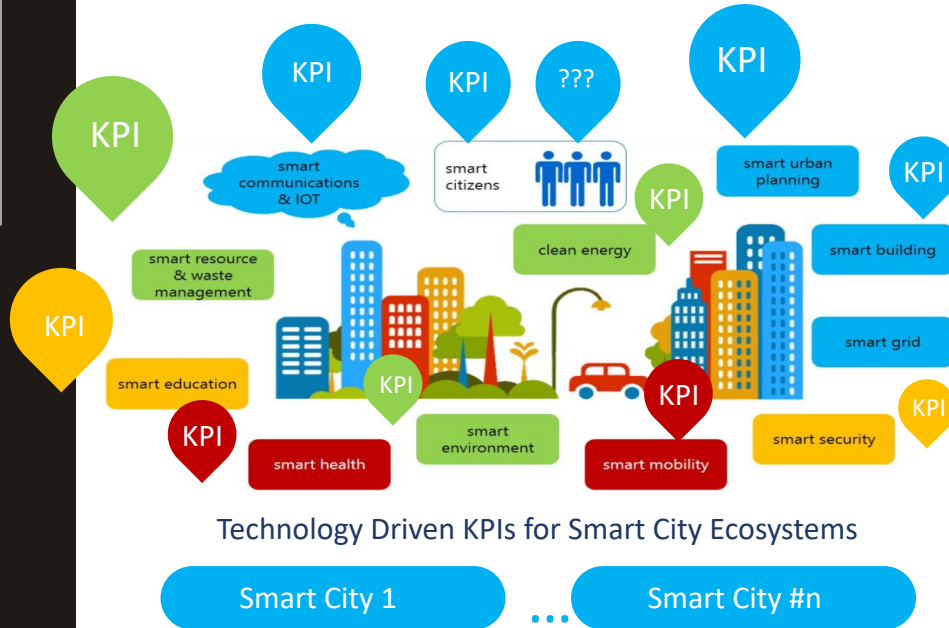 KPI
KPI
???
KPI
KPI
smart
communications
& IOT
smart
citizens
smart urban
planning
KPI
KPI
clean energy
smart building
smart resource
& waste
management
KPI
smart grid
smart education
KPI
KPI
KPI
KPI
smart health
smart
environment
smart mobility
smart security
Technology Driven KPIs for Smart City Ecosystems
Smart City 1
...
Smart City #n